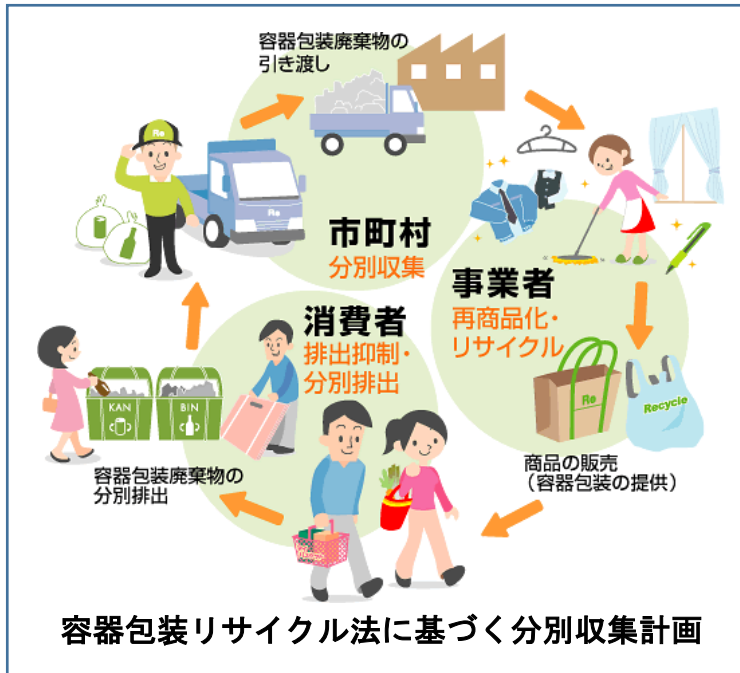 容器包装廃棄物の
引き渡し
Re
Re
市町村
分別収集
事業者
再商品化・
リサイクル
消費者
排出抑制・
分別排出
KAN
BIN
Re
Recycle
商品の販売
（容器包装の提供）
容器包装廃棄物の
分別排出
容器包装リサイクル法に基づく分別収集計画